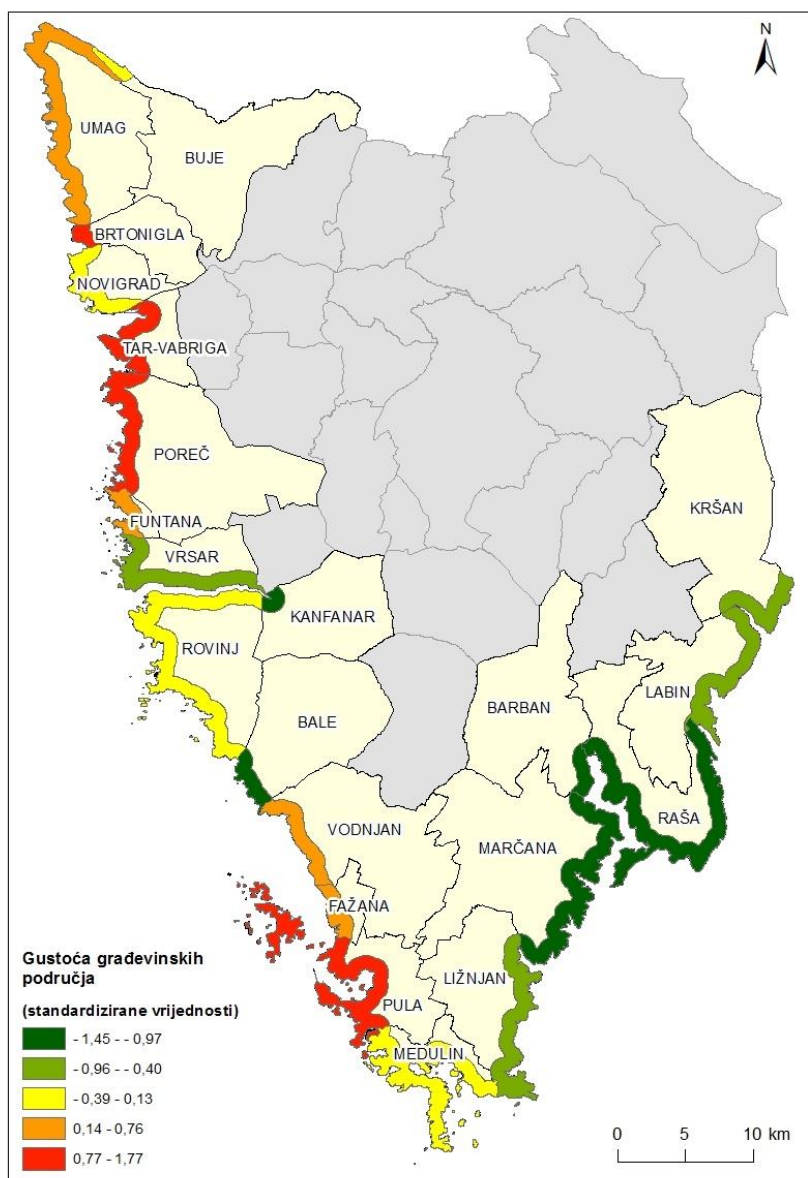 N
UMAG
BUJE
BRTONIGLA
NOVIGRAD
TAR-VABRIGA
POREČ
KRŠAN
FUNTANA
VRSAR
KANFANAR
ROVINJ
LABIN
BALE
BARBAN
RAŠA
VODNJAN
MARČANA
FAŽANA
LIŽNJAN
PULA
MEDULIN
Gustoća građevinskih
područja
(standardizirane vrijednosti)
- 1,45 - - 0,97
- 0,96 - - 0,40
- 0,39 - 0,13
0,14 - 0,76
0,77 - 1,77
0 5 10 km